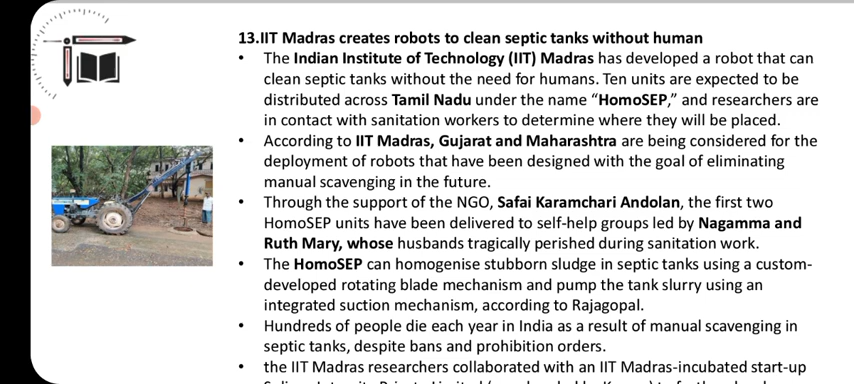 13.IIT Madras creates robots to clean septic tanks without human
• The Indian Institute of Technology (IIT) Madras has developed a robot that can
clean septic tanks without the need for humans. Ten units are expected to be
distributed across Tamil Nadu under the name “HomoSEP,” and researchers are
in contact with sanitation workers to determine where they will be placed.
• According to IIT Madras, Gujarat and Maharashtra are being considered for the
deployment of robots that have been designed with the goal of eliminating
manual scavenging in the future.
• Through the support of the NGO, Safai Karamchari Andolan, the first two
HomoSEP units have been delivered to self-help groups led by Nagamma and
Ruth Mary, whose husbands tragically perished during sanitation work.
• The HomoSEP can homogenise stubborn sludge in septic tanks using a custom-
developed rotating blade mechanism and pump the tank slurry using an
integrated suction mechanism, according to Rajagopal.
• Hundreds of people die each year in India as a result of manual scavenging in
septic tanks, despite bans and prohibition orders.
• the IIT Madras researchers collaborated with an IIT Madras-incubated start-up